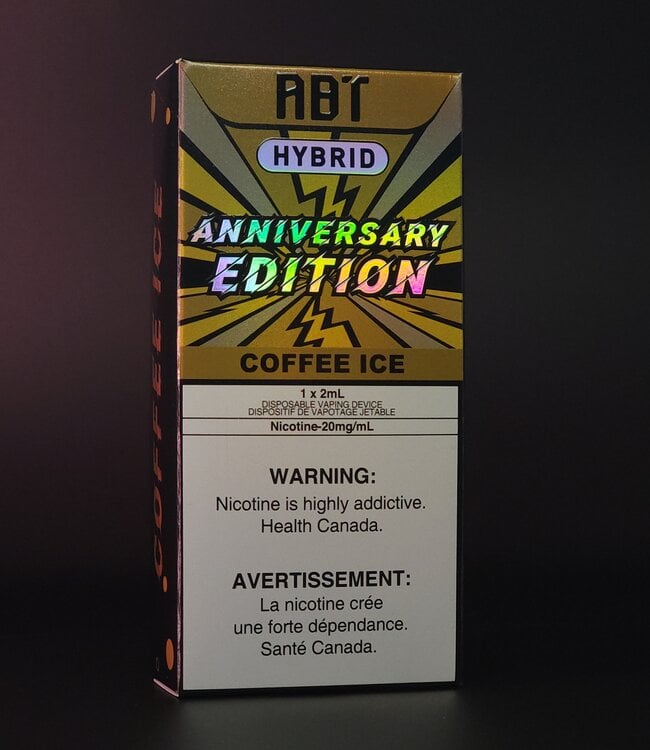 ABT
HYBRID
ANNIVERSARY
EDITION
COFFEE ICE
1 x 2mL
DISPOSABLE VAPING DEVICE
DISPOSITIF DE VAPOTAGE JETABLE
Nicotine-20mg/mL
WARNING:
Nicotine is highly addictive.
Health Canada.
AVERTISSEMENT:
La nicotine crée
une forte dépendance.
Santé Canada.
COFFEE ICE